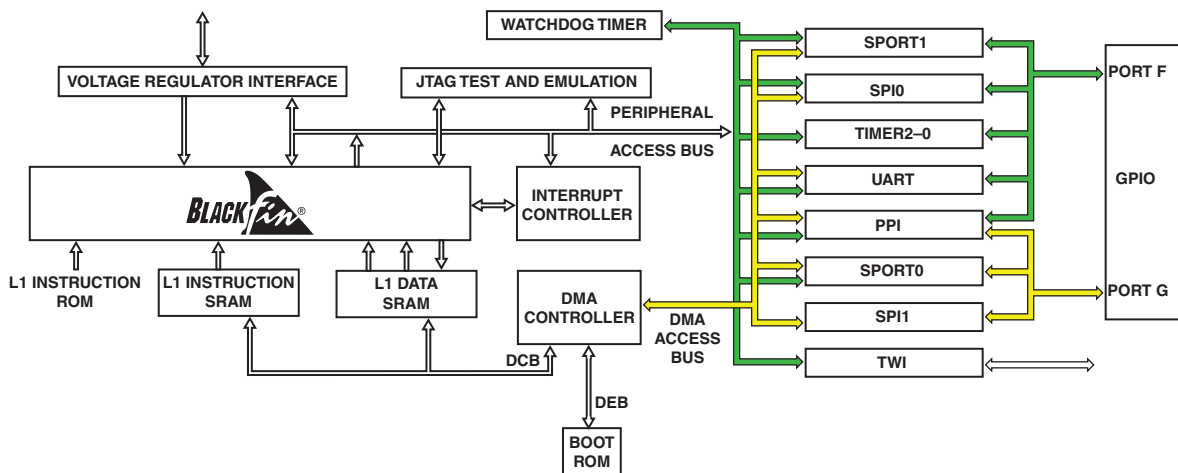 WATCHDOG TIMER
VOLTAGE REGULATOR INTERFACE
JTAG TEST AND EMULATION
PERIPHERAL
ACCESS BUS
BLACKfin®
INTERRUPT
CONTROLLER
L1 INSTRUCTION
ROM
L1 INSTRUCTION
SRAM
L1 DATA
SRAM
DMA
CONTROLLER
DCB
DEB
BOOT
ROM
DMA
ACCESS
BUS
SPORT1
SPI0
TIMER2–0
UART
PPI
SPORT0
SPI1
TWI
PORT F
GPIO
PORT G